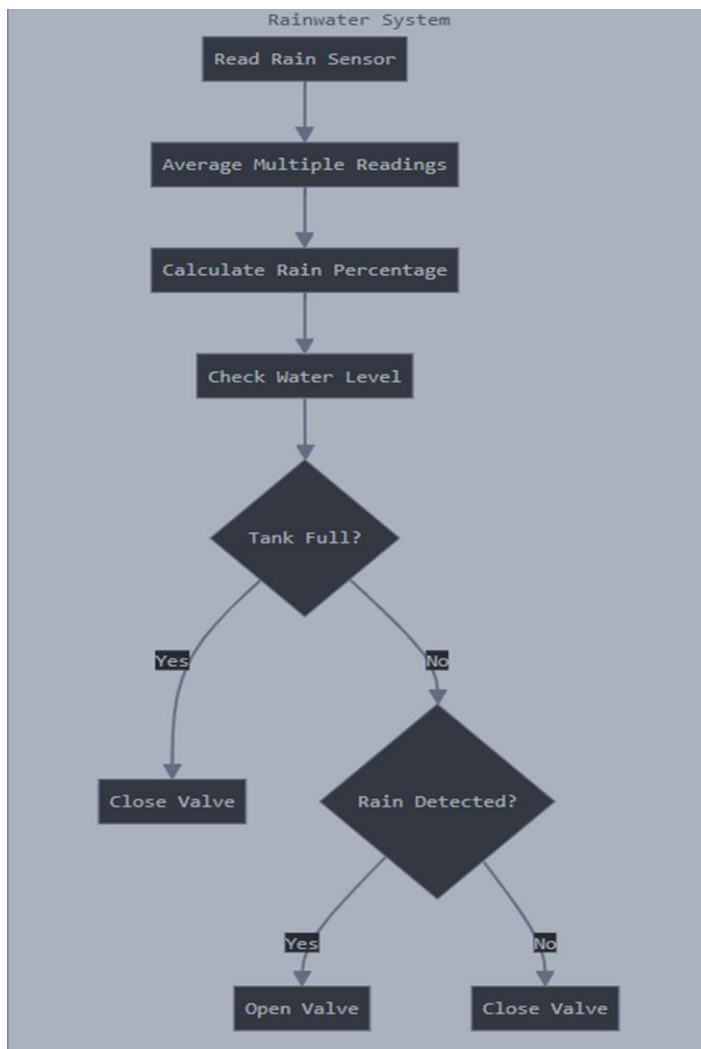 Rainwater System
Read Rain Sensor
Average Multiple Readings
Calculate Rain Percentage
Check Water Level
Tank Full?
Yes
No
Close Valve
Rain Detected?
Yes
No
Open Valve
Close Valve